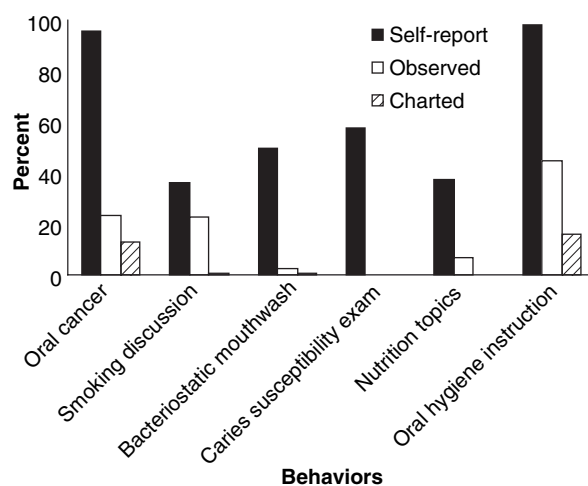 100
80
60
40
20
0
Percent
Self-report
Observed
Charted
Oral cancer
Smoking discussion
Bacteriostatic mouthwash
Caries susceptibility exam
Nutrition topics
Oral hygiene instruction
Behaviors